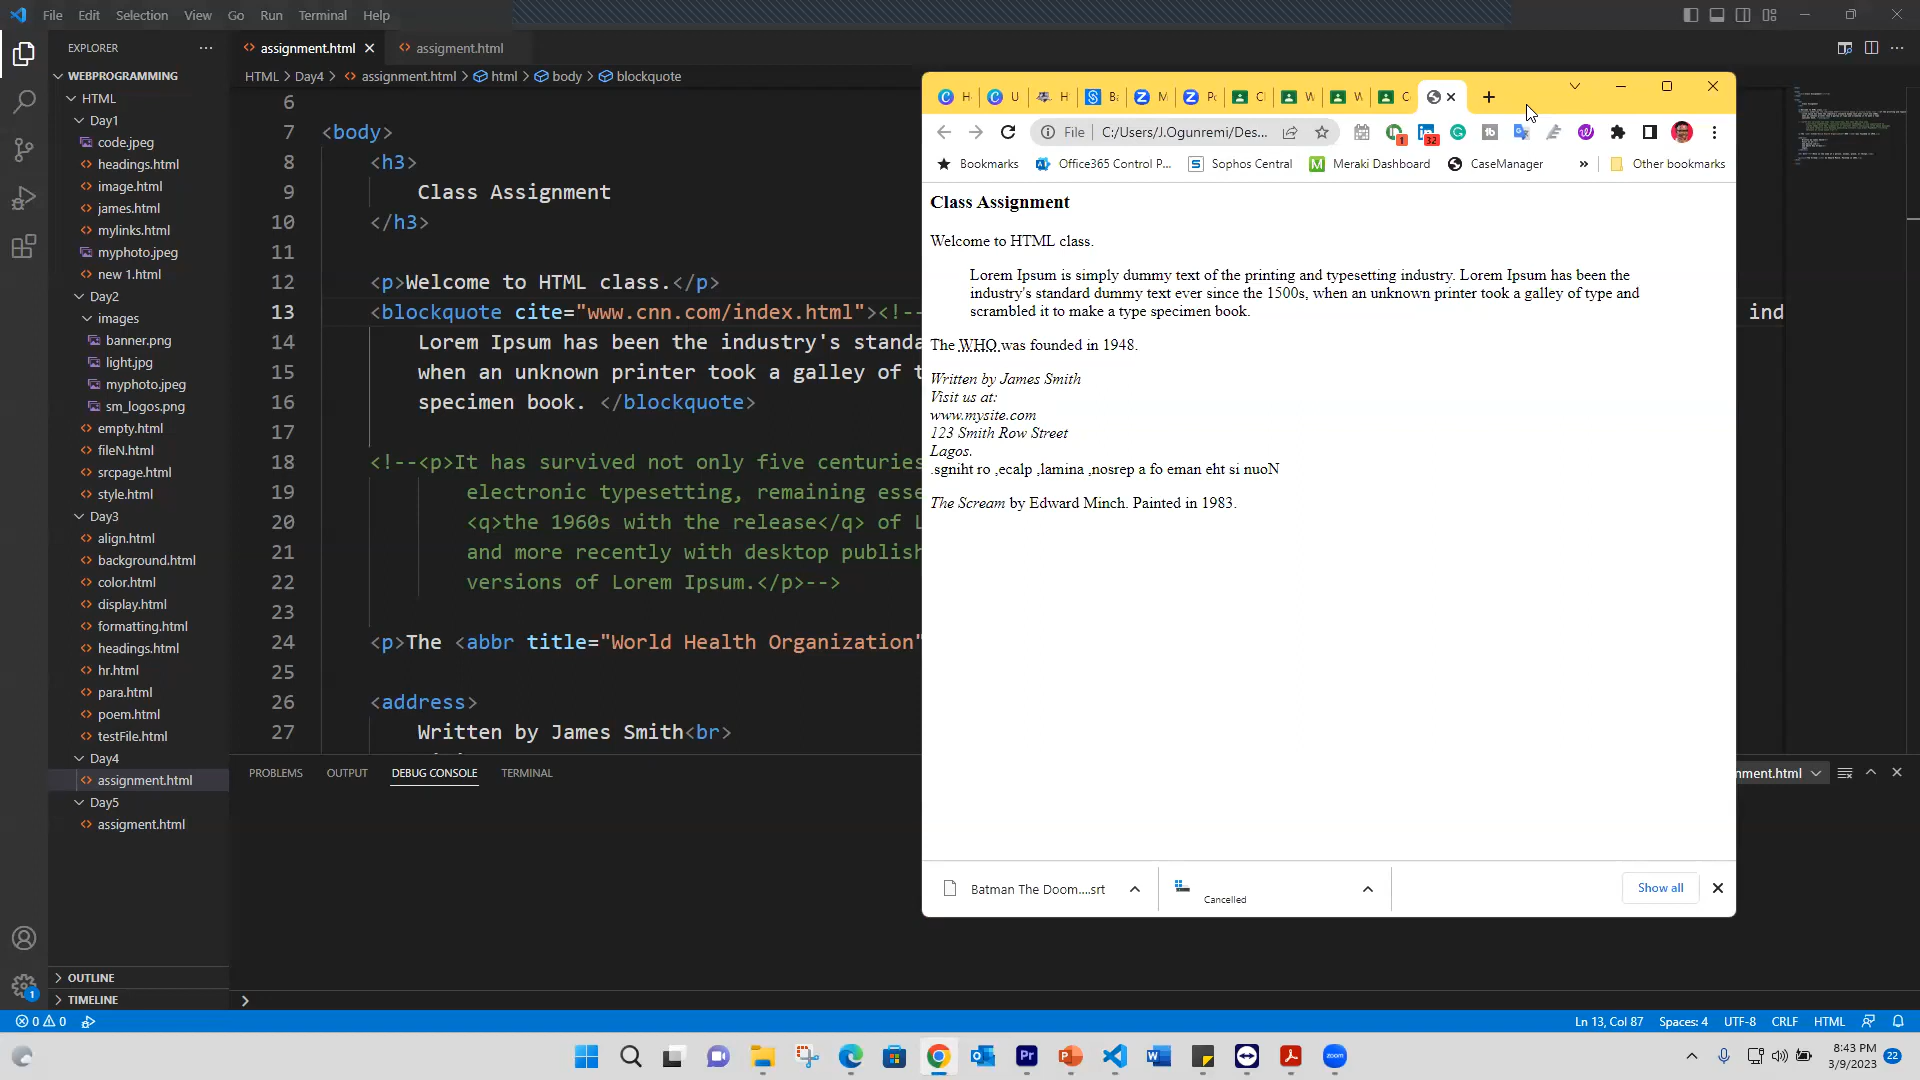 File Edit Selection View Go Run Terminal Help
EXPLORER
WEBPROGRAMMING
HTML
Day1
code.jpeg
headings.html
image.html
james.html
mylinks.html
myphoto.jpeg
new 1.html
Day2
images
banner.png
light.jpg
myphoto.jpeg
sm_logos.png
empty.html
fileN.html
srcpage.html
style.html
Day3
align.html
background.html
color.html
display.html
formatting.html
headings.html
hr.html
para.html
poem.html
testFile.html
Day4
assignment.html
Day5
assigment.html
OUTLINE
TIMELINE
assignment.html
assigment.html
HTML > Day4 > assignment.html > html > body > blockquote
6
7 <body>
8 <h3>
9 Class Assignment
10 </h3>
11
12 <p>Welcome to HTML class.</p>
13 <blockquote cite="www.cnn.com/index.html"><!-- ind
14 Lorem Ipsum has been the industry's standa
15 when an unknown printer took a galley of t
16 specimen book. </blockquote>
17
18 <!--<p>It has survived not only five centuries
19 electronic typesetting, remaining esse
20 <q>the 1960s with the release</q> of L
21 and more recently with desktop publish
22 versions of Lorem Ipsum.</p>-->
23
24 <p>The <abbr title="World Health Organization"
25
26 <address>
27 Written by James Smith<br>
PROBLEMS OUTPUT DEBUG CONSOLE TERMINAL
nment.html
File C:/Users/J.Ogunremi/Des...
1 32
Bookmarks Office365 Control P... Sophos Central Meraki Dashboard CaseManager » Other bookmarks
Class Assignment
Welcome to HTML class.
Lorem Ipsum is simply dummy text of the printing and typesetting industry. Lorem Ipsum has been the
industry's standard dummy text ever since the 1500s, when an unknown printer took a galley of type and
scrambled it to make a type specimen book.
The WHO was founded in 1948.
Written by James Smith
Visit us at:
www.mysite.com
123 Smith Row Street
Lagos.
.sgniht ro ,ecalp ,lamina ,nosrep a fo eman eht si nuoN
The Scream by Edward Minch. Painted in 1983.
Batman The Doom....srt
Cancelled
Show all
1
0 0
Ln 13, Col 87 Spaces: 4 UTF-8 CRLF HTML
8:43 PM
3/9/2023
22